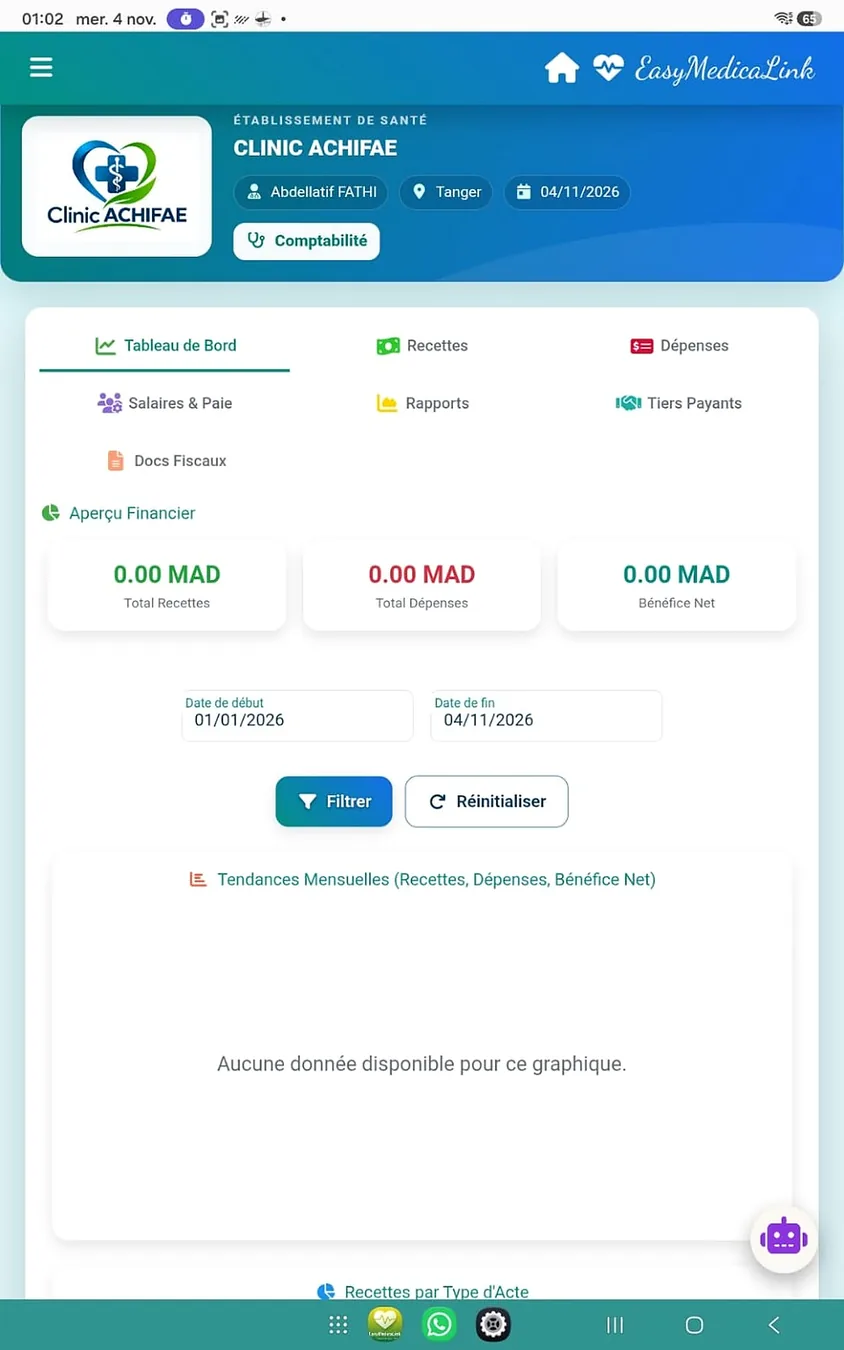 01:02 mer. 4 nov.
65
EasyMedicaLink
ÉTABLISSEMENT DE SANTÉ
CLINIC ACHIFAE
Clinic ACHIFAE
Abdellatif FATHI
Tanger
04/11/2026
Comptabilité
Tableau de Bord
Recettes
Dépenses
Salaires & Paie
Rapports
Tiers Payants
Docs Fiscaux
Aperçu Financier
0.00 MAD
Total Recettes
0.00 MAD
Total Dépenses
0.00 MAD
Bénéfice Net
Date de début
01/01/2026
Date de fin
04/11/2026
Filtrer
Réinitialiser
Tendances Mensuelles (Recettes, Dépenses, Bénéfice Net)
Aucune donnée disponible pour ce graphique.
Recettes par Type d'Acte